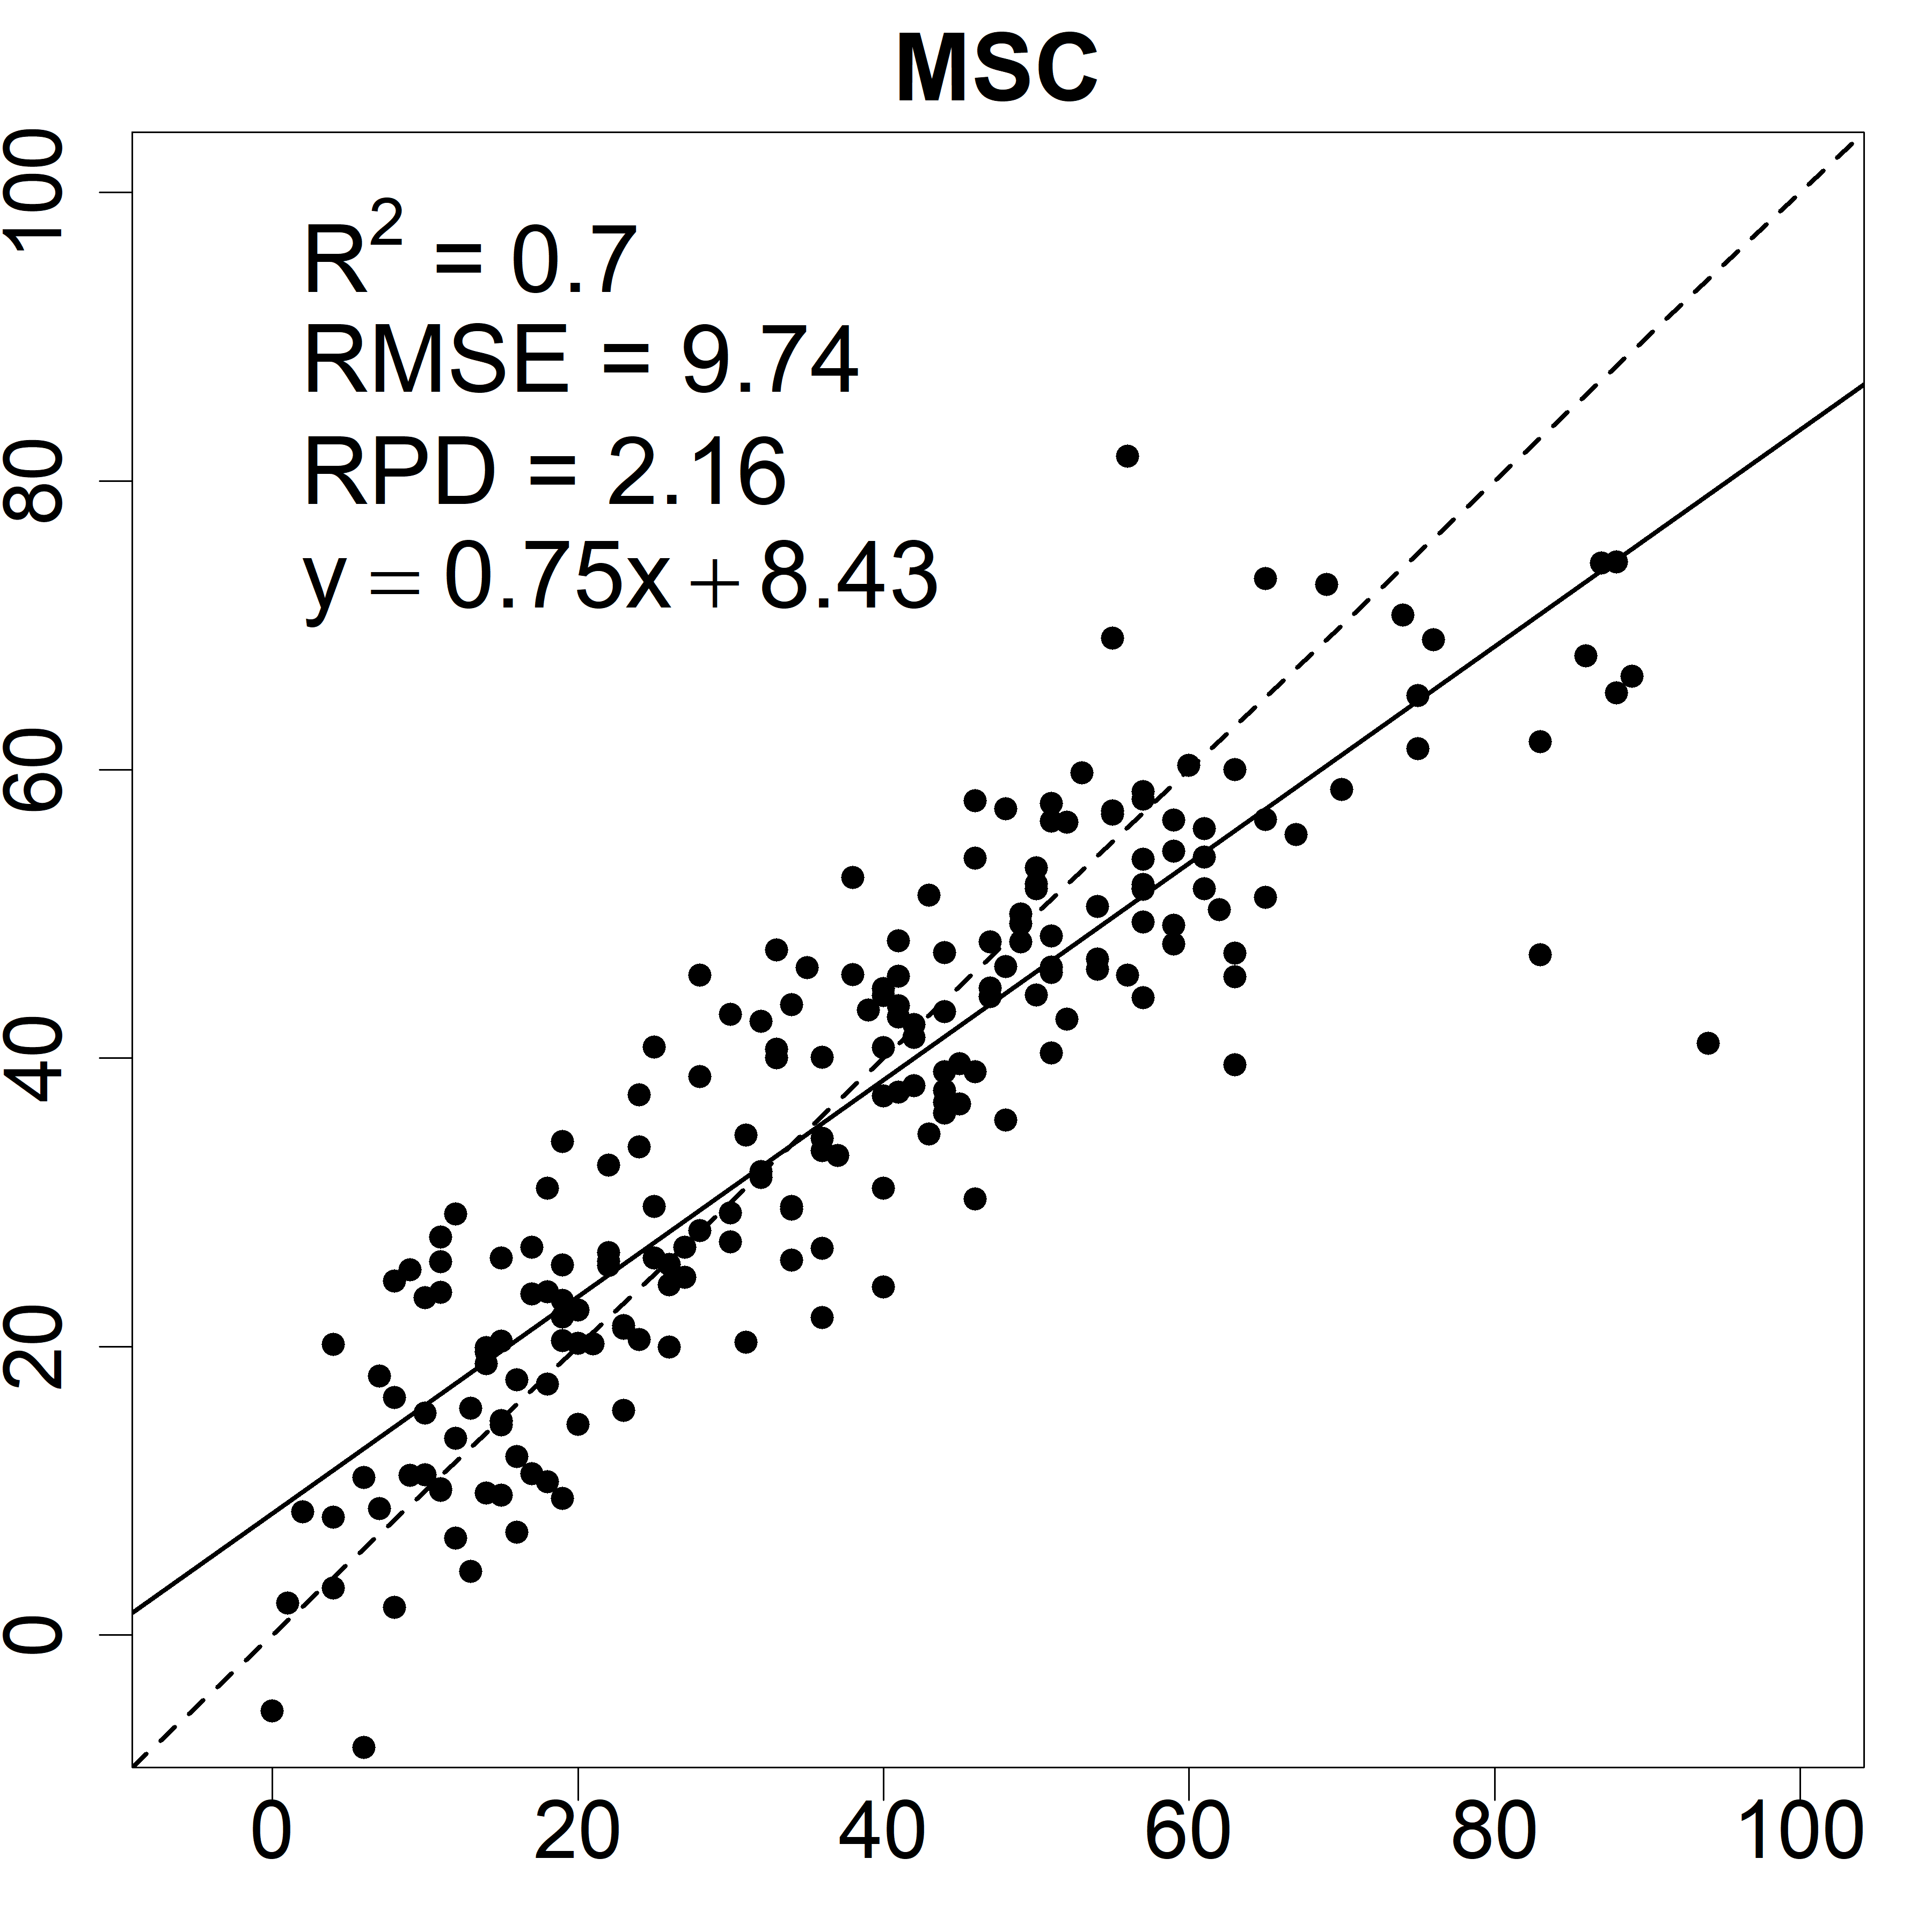 MSC
R² = 0.7
RMSE = 9.74
RPD = 2.16
y = 0.75x + 8.43
100
80
60
40
20
0
0 20 40 60 80 100